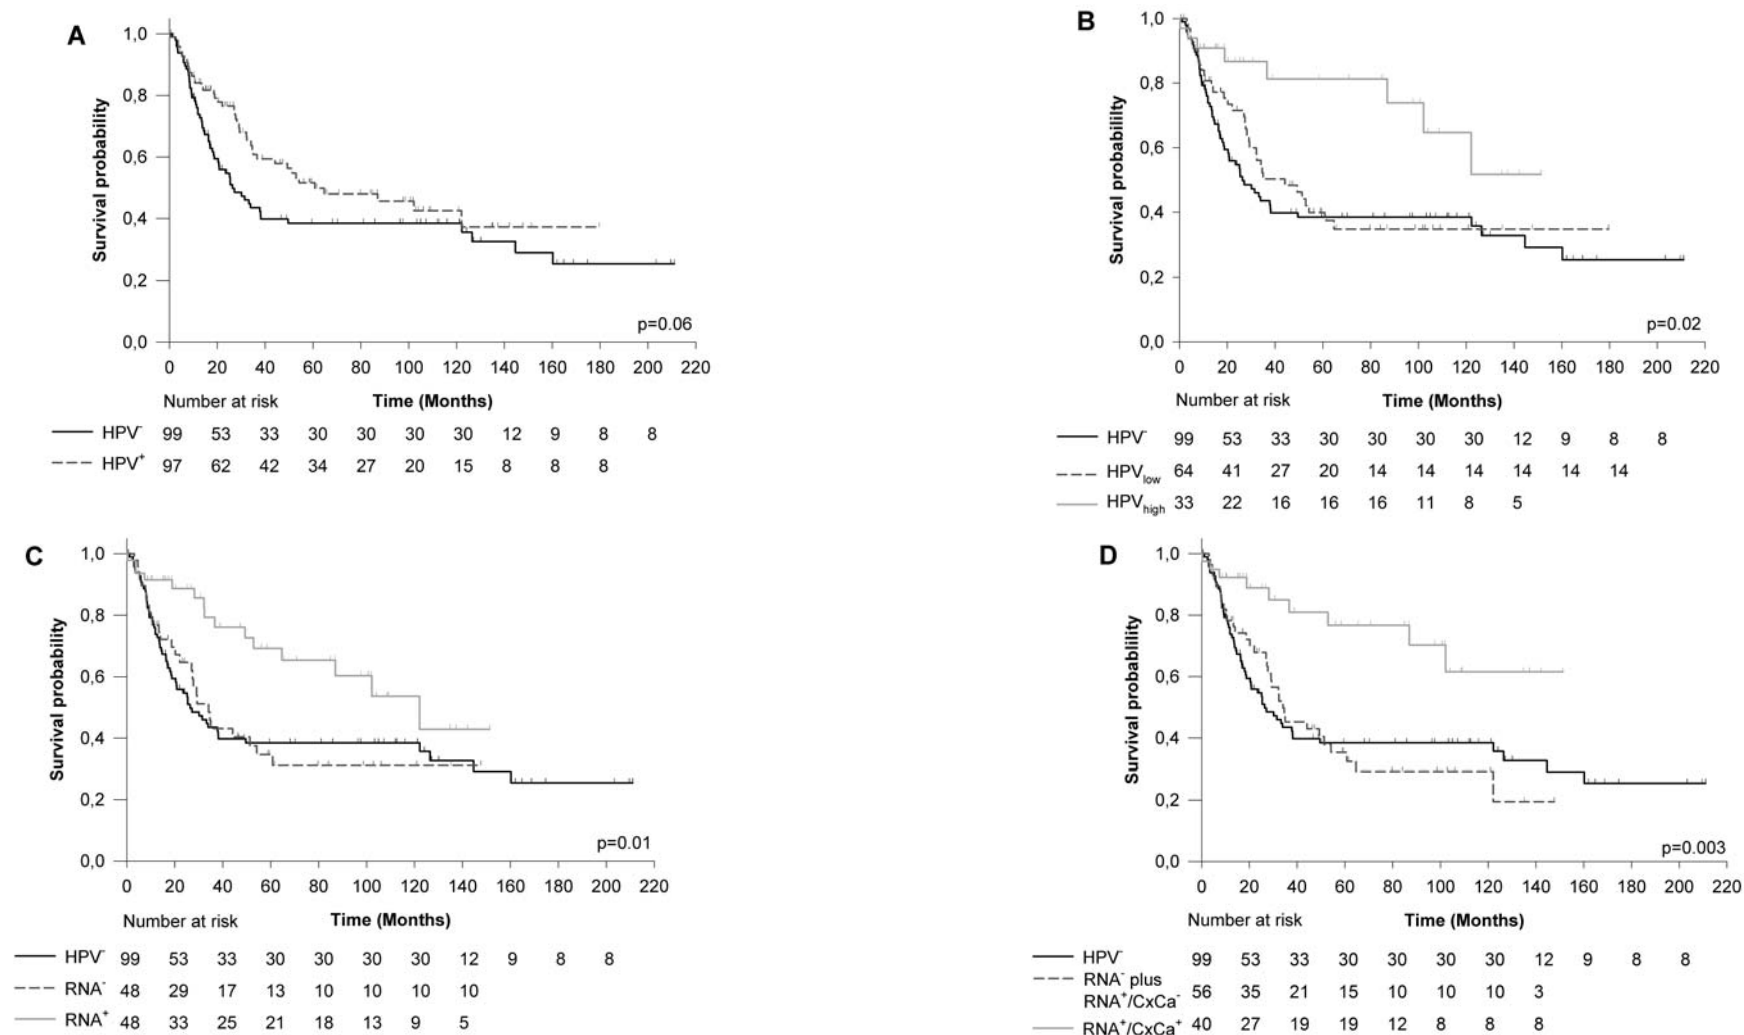 A
Survival probability
1,0
0,8
0,6
0,4
0,2
0,0
p=0.06
0 20 40 60 80 100 120 140 160 180 200 220
Number at risk Time (Months)
HPV- 99 53 33 30 30 30 30 12 9 8 8
HPV+ 97 62 42 34 27 20 15 8 8 8
B
Survival probablilty
1,0
0,8
0,6
0,4
0,2
0,0
p=0.02
0 20 40 60 80 100 120 140 160 180 200 220
Number at risk Time (Months)
HPV- 99 53 33 30 30 30 30 12 9 8 8
HPVlow 64 41 27 20 14 14 14 14 14 14
HPVhigh 33 22 16 16 16 11 8 5
C
Survival probability
1,0
0,8
0,6
0,4
0,2
0,0
p=0.01
0 20 40 60 80 100 120 140 160 180 200 220
Number at risk Time (Months)
HPV- 99 53 33 30 30 30 30 12 9 8 8
RNA- 48 29 17 13 10 10 10 10
RNA+ 48 33 25 21 18 13 9 5
D
Survival probability
1,0
0,8
0,6
0,4
0,2
0,0
p=0.003
0 20 40 60 80 100 120 140 160 180 200 220
Number at risk Time (Months)
HPV- 99 53 33 30 30 30 30 12 9 8 8
RNA- plus
RNA+/CxCa- 56 35 21 15 10 10 10 3
RNA+/CxCa+ 40 27 19 19 12 8 8 8